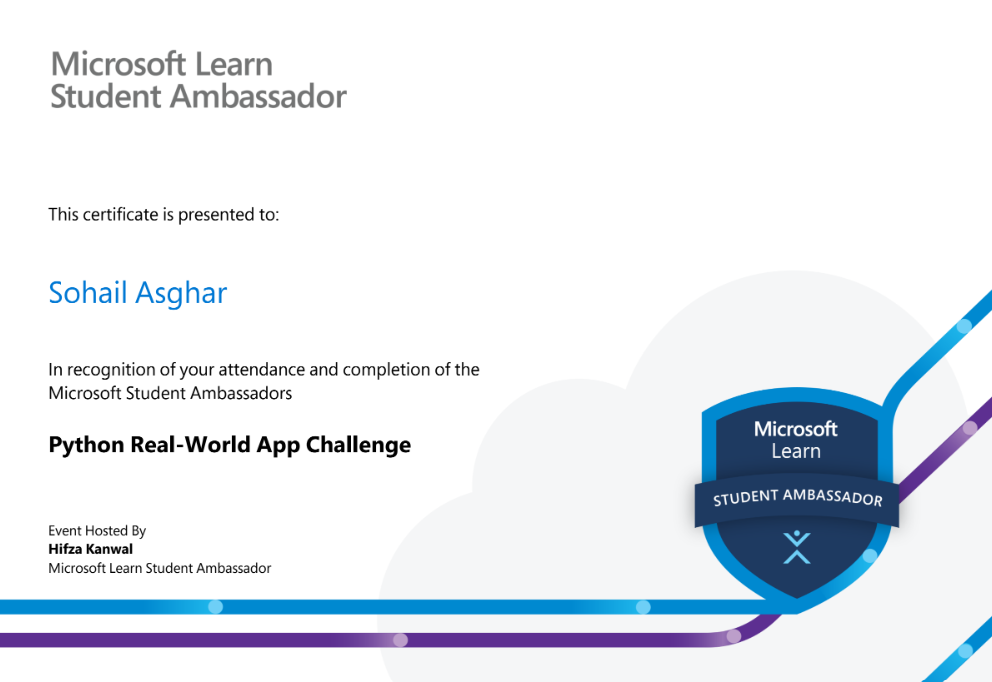 Microsoft Learn
Student Ambassador
This certificate is presented to:
Sohail Asghar
In recognition of your attendance and completion of the
Microsoft Student Ambassadors
Python Real-World App Challenge
Event Hosted By
Hifza Kanwal
Microsoft Learn Student Ambassador
Microsoft
Learn
STUDENT AMBASSADOR